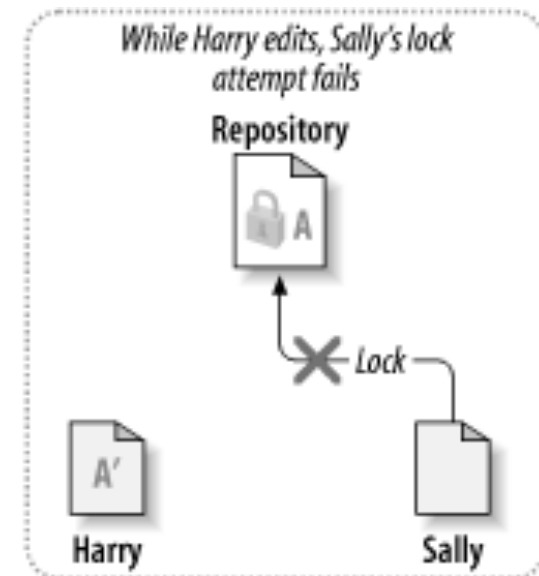 While Harry edits, Sally's lock
attempt fails
Repository
A
Lock
A′
Harry
Sally